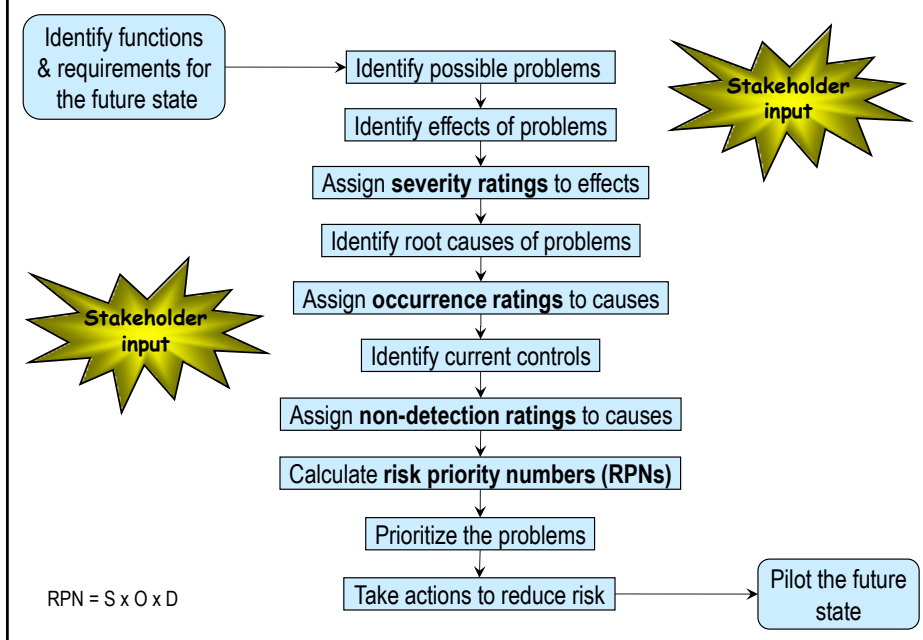 Identify functions
& requirements for
the future state
Identify possible problems
Stakeholder
input
Identify effects of problems
Assign severity ratings to effects
Identify root causes of problems
Stakeholder
input
Assign occurrence ratings to causes
Identify current controls
Assign non-detection ratings to causes
Calculate risk priority numbers (RPNs)
Prioritize the problems
Take actions to reduce risk
Pilot the future
state
RPN = S x O x D